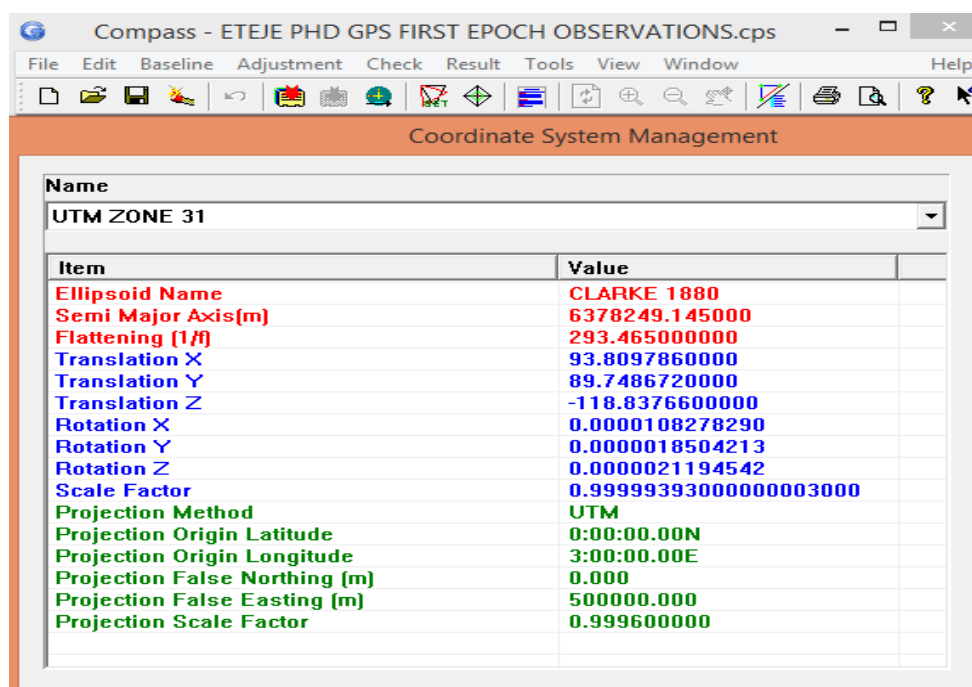 Compass - ETEJE PHD GPS FIRST EPOCH OBSERVATIONS.cps
File Edit Baseline Adjustment Check Result Tools View Window Help
Coordinate System Management
Name
UTM ZONE 31
Item Value
Ellipsoid Name CLARKE 1880
Semi Major Axis(m) 6378249.145000
Flattening (1/f) 293.465000000
Translation X 93.8097860000
Translation Y 89.7486720000
Translation Z -118.8376600000
Rotation X 0.0000108278290
Rotation Y 0.0000018504213
Rotation Z 0.0000021194542
Scale Factor 0.99999393000000003000
Projection Method UTM
Projection Origin Latitude 0:00:00.00N
Projection Origin Longitude 3:00:00.00E
Projection False Northing (m) 0.000
Projection False Easting (m) 500000.000
Projection Scale Factor 0.999600000